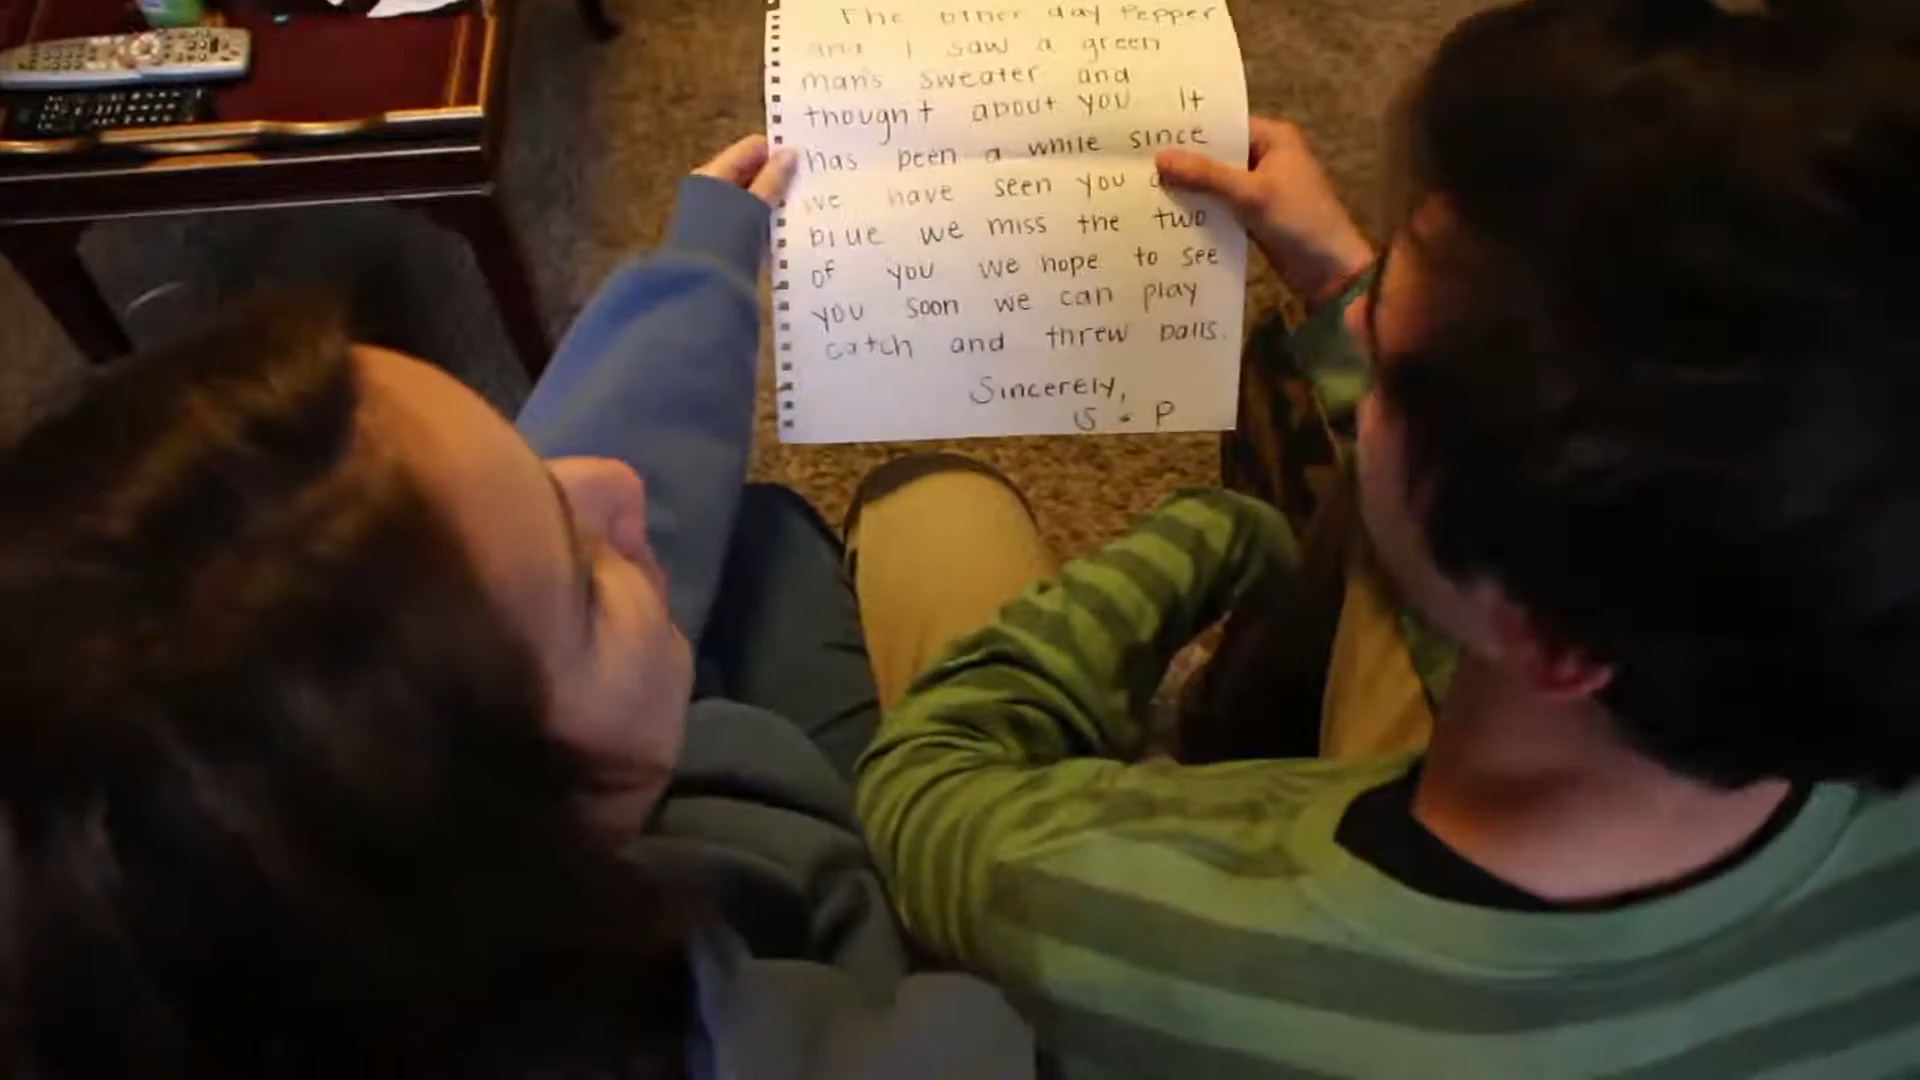 The other day Pepper
and I saw a green
man's sweater and
thought about you. It
has been a while since
we have seen you
blue we miss the two
of you we hope to see
you soon we can play
catch and threw balls.
Sincerely,
P